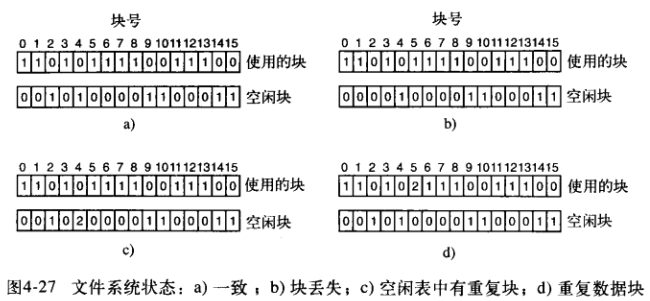 块号
0 1 2 3 4 5 6 7 8 9 10 11 12 13 14 15
1 1 0 1 0 1 1 1 1 0 0 1 1 1 0 0 使用的块
0 0 1 0 1 0 0 0 0 1 1 0 0 0 1 1 空闲块
a)
块号
0 1 2 3 4 5 6 7 8 9 10 11 12 13 14 15
1 1 0 1 0 1 1 1 1 0 0 1 1 1 0 0 使用的块
0 0 0 0 1 0 0 0 0 1 1 0 0 0 1 1 空闲块
b)
0 1 2 3 4 5 6 7 8 9 10 11 12 13 14 15
1 1 0 1 0 1 1 1 1 0 0 1 1 1 0 0 使用的块
0 0 1 0 2 0 0 0 0 1 1 0 0 0 1 1 空闲块
c)
0 1 2 3 4 5 6 7 8 9 10 11 12 13 14 15
1 1 0 1 0 2 1 1 1 0 0 1 1 1 0 0 使用的块
0 0 1 0 1 0 0 0 0 1 1 0 0 0 1 1 空闲块
d)
图4-27 文件系统状态：a) 一致；b) 块丢失；c) 空闲表中有重复块；d) 重复数据块